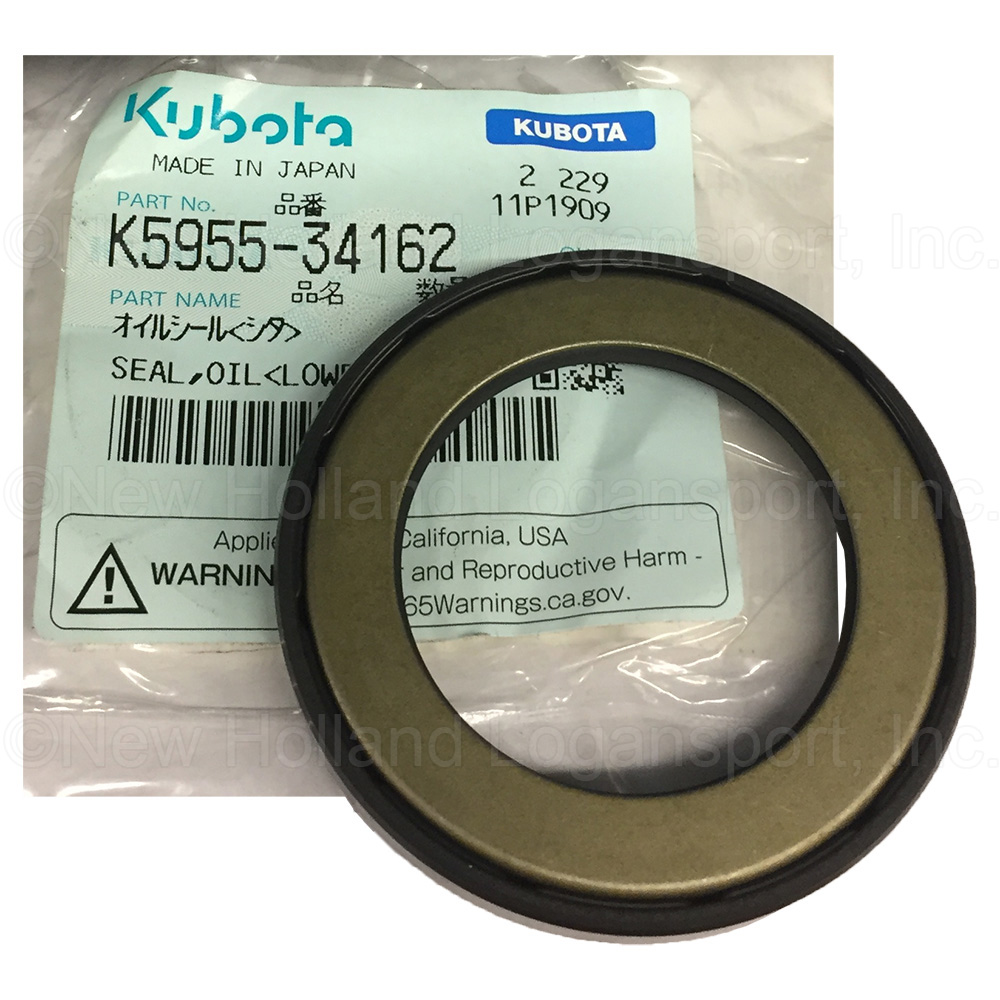 Kubota
KUBOTA
MADE IN JAPAN
2 229
PART No. 品番
11P1909
K5955-34162
PART NAME 品名
オイルシール<シタ>
SEAL,OIL<LOWE
Applie California, USA
WARNIN and Reproductive Harm -
65Warnings.ca.gov.
©New Holland Logansport, Inc.
©New Holland Logansport, Inc.
©New Holland Logansport, Inc.